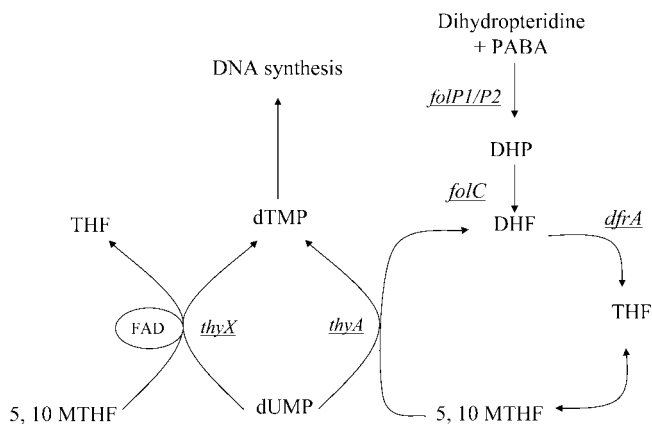 Dihydropteridine
+ PABA
DNA synthesis
folP1/P2
DHP
folC
THF
dTMP
DHF
dfrA
THF
FAD
thyX
thyA
5, 10 MTHF
dUMP
5, 10 MTHF